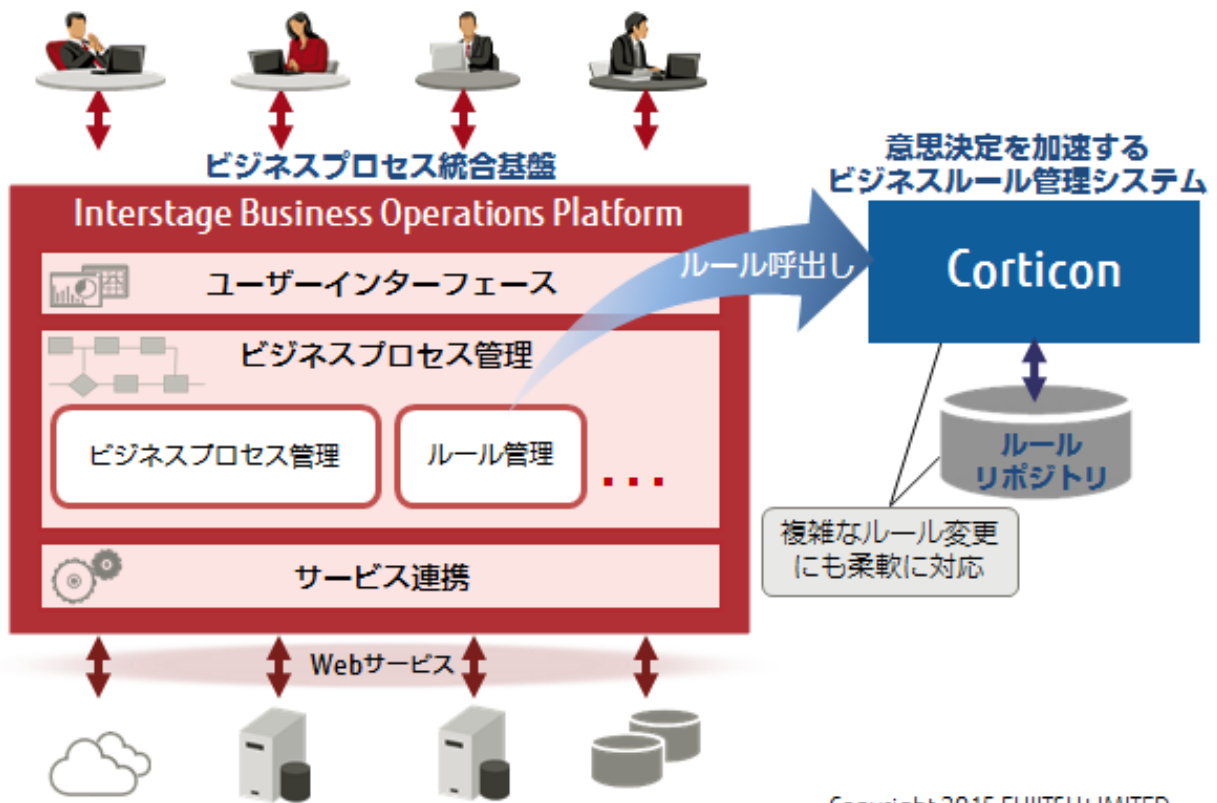 ビジネスプロセス統合基盤
Interstage Business Operations Platform
ユーザーインターフェース
ビジネスプロセス管理
ビジネスプロセス管理
ルール管理
...
サービス連携
Webサービス
ルール呼出し
意思決定を加速する
ビジネスルール管理システム
Corticon
ルール
リポジトリ
複雑なルール変更
にも柔軟に対応
Copyright 2015 FUJITSU LIMITED